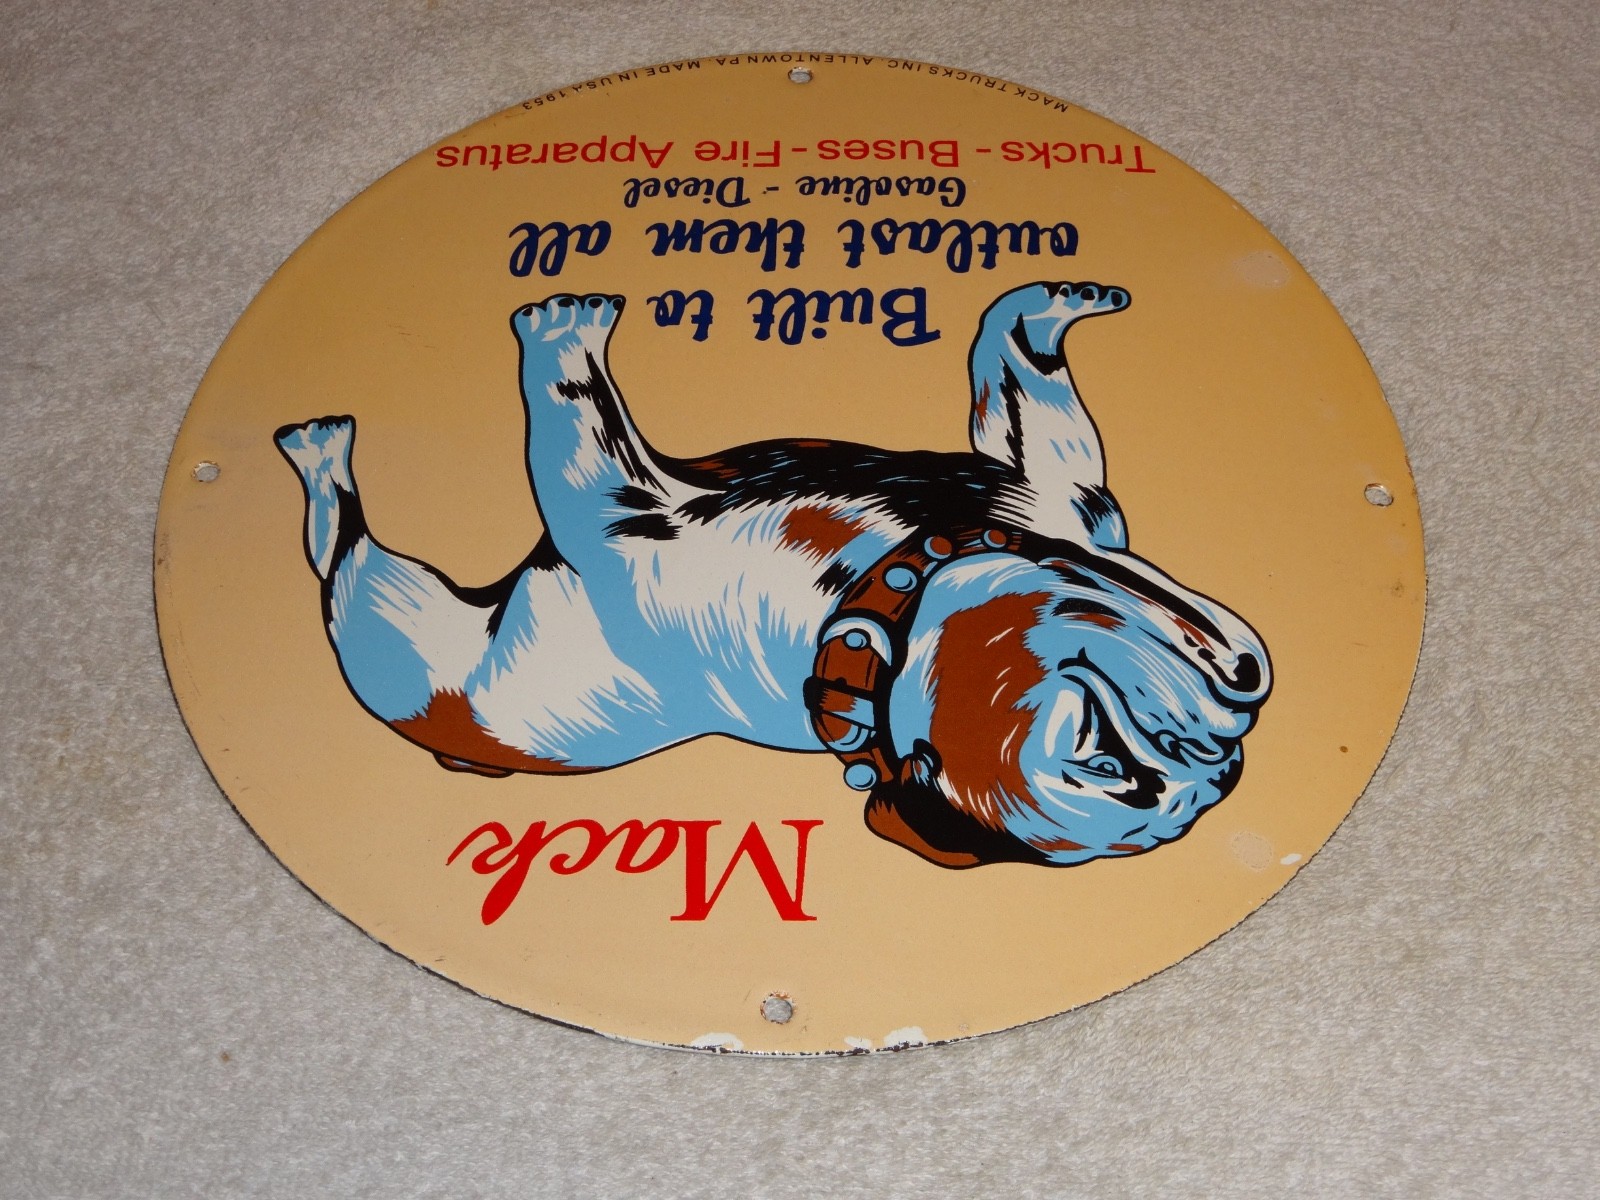 Mack
Built to
outlast them all
Gasoline - Diesel
Trucks - Buses - Fire Apparatus
MACK TRUCKS INC. ALLENTOWN PA. MADE IN USA 1953